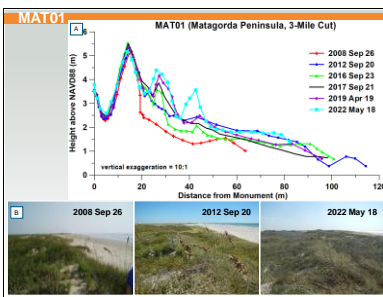 MAT01
A
MAT01 (Matagorda Peninsula, 3-Mile Cut)
6
5
4
3
2
1
0
Height above NAVD88 (m)
2008 Sep 26
2012 Sep 20
2016 Sep 23
2017 Sep 21
2019 Apr 19
2022 May 18
vertical exaggeration = 10:1
0 20 40 60 80 100 120
Distance from Monument (m)
B
2008 Sep 26
2012 Sep 20
2022 May 18